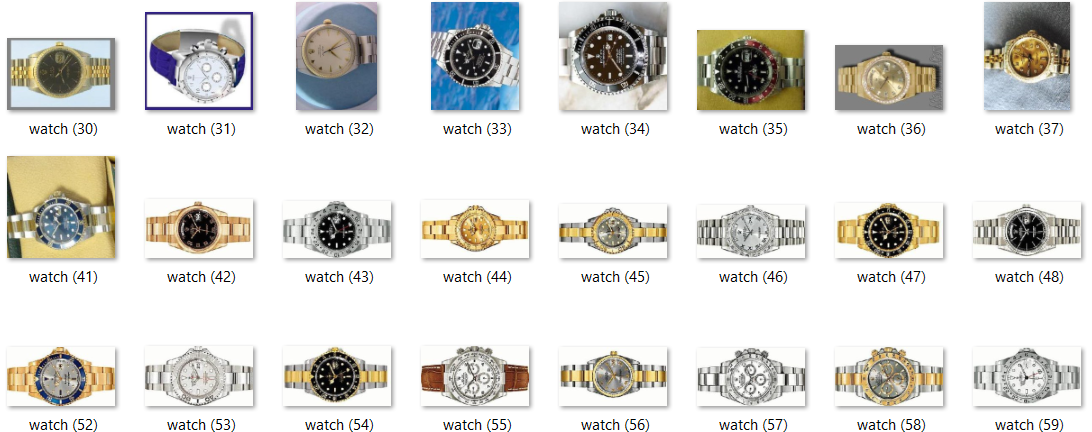 watch (30)
watch (31)
watch (32)
watch (33)
watch (34)
watch (35)
watch (36)
watch (37)
watch (41)
watch (42)
watch (43)
watch (44)
watch (45)
watch (46)
watch (47)
watch (48)
watch (52)
watch (53)
watch (54)
watch (55)
watch (56)
watch (57)
watch (58)
watch (59)